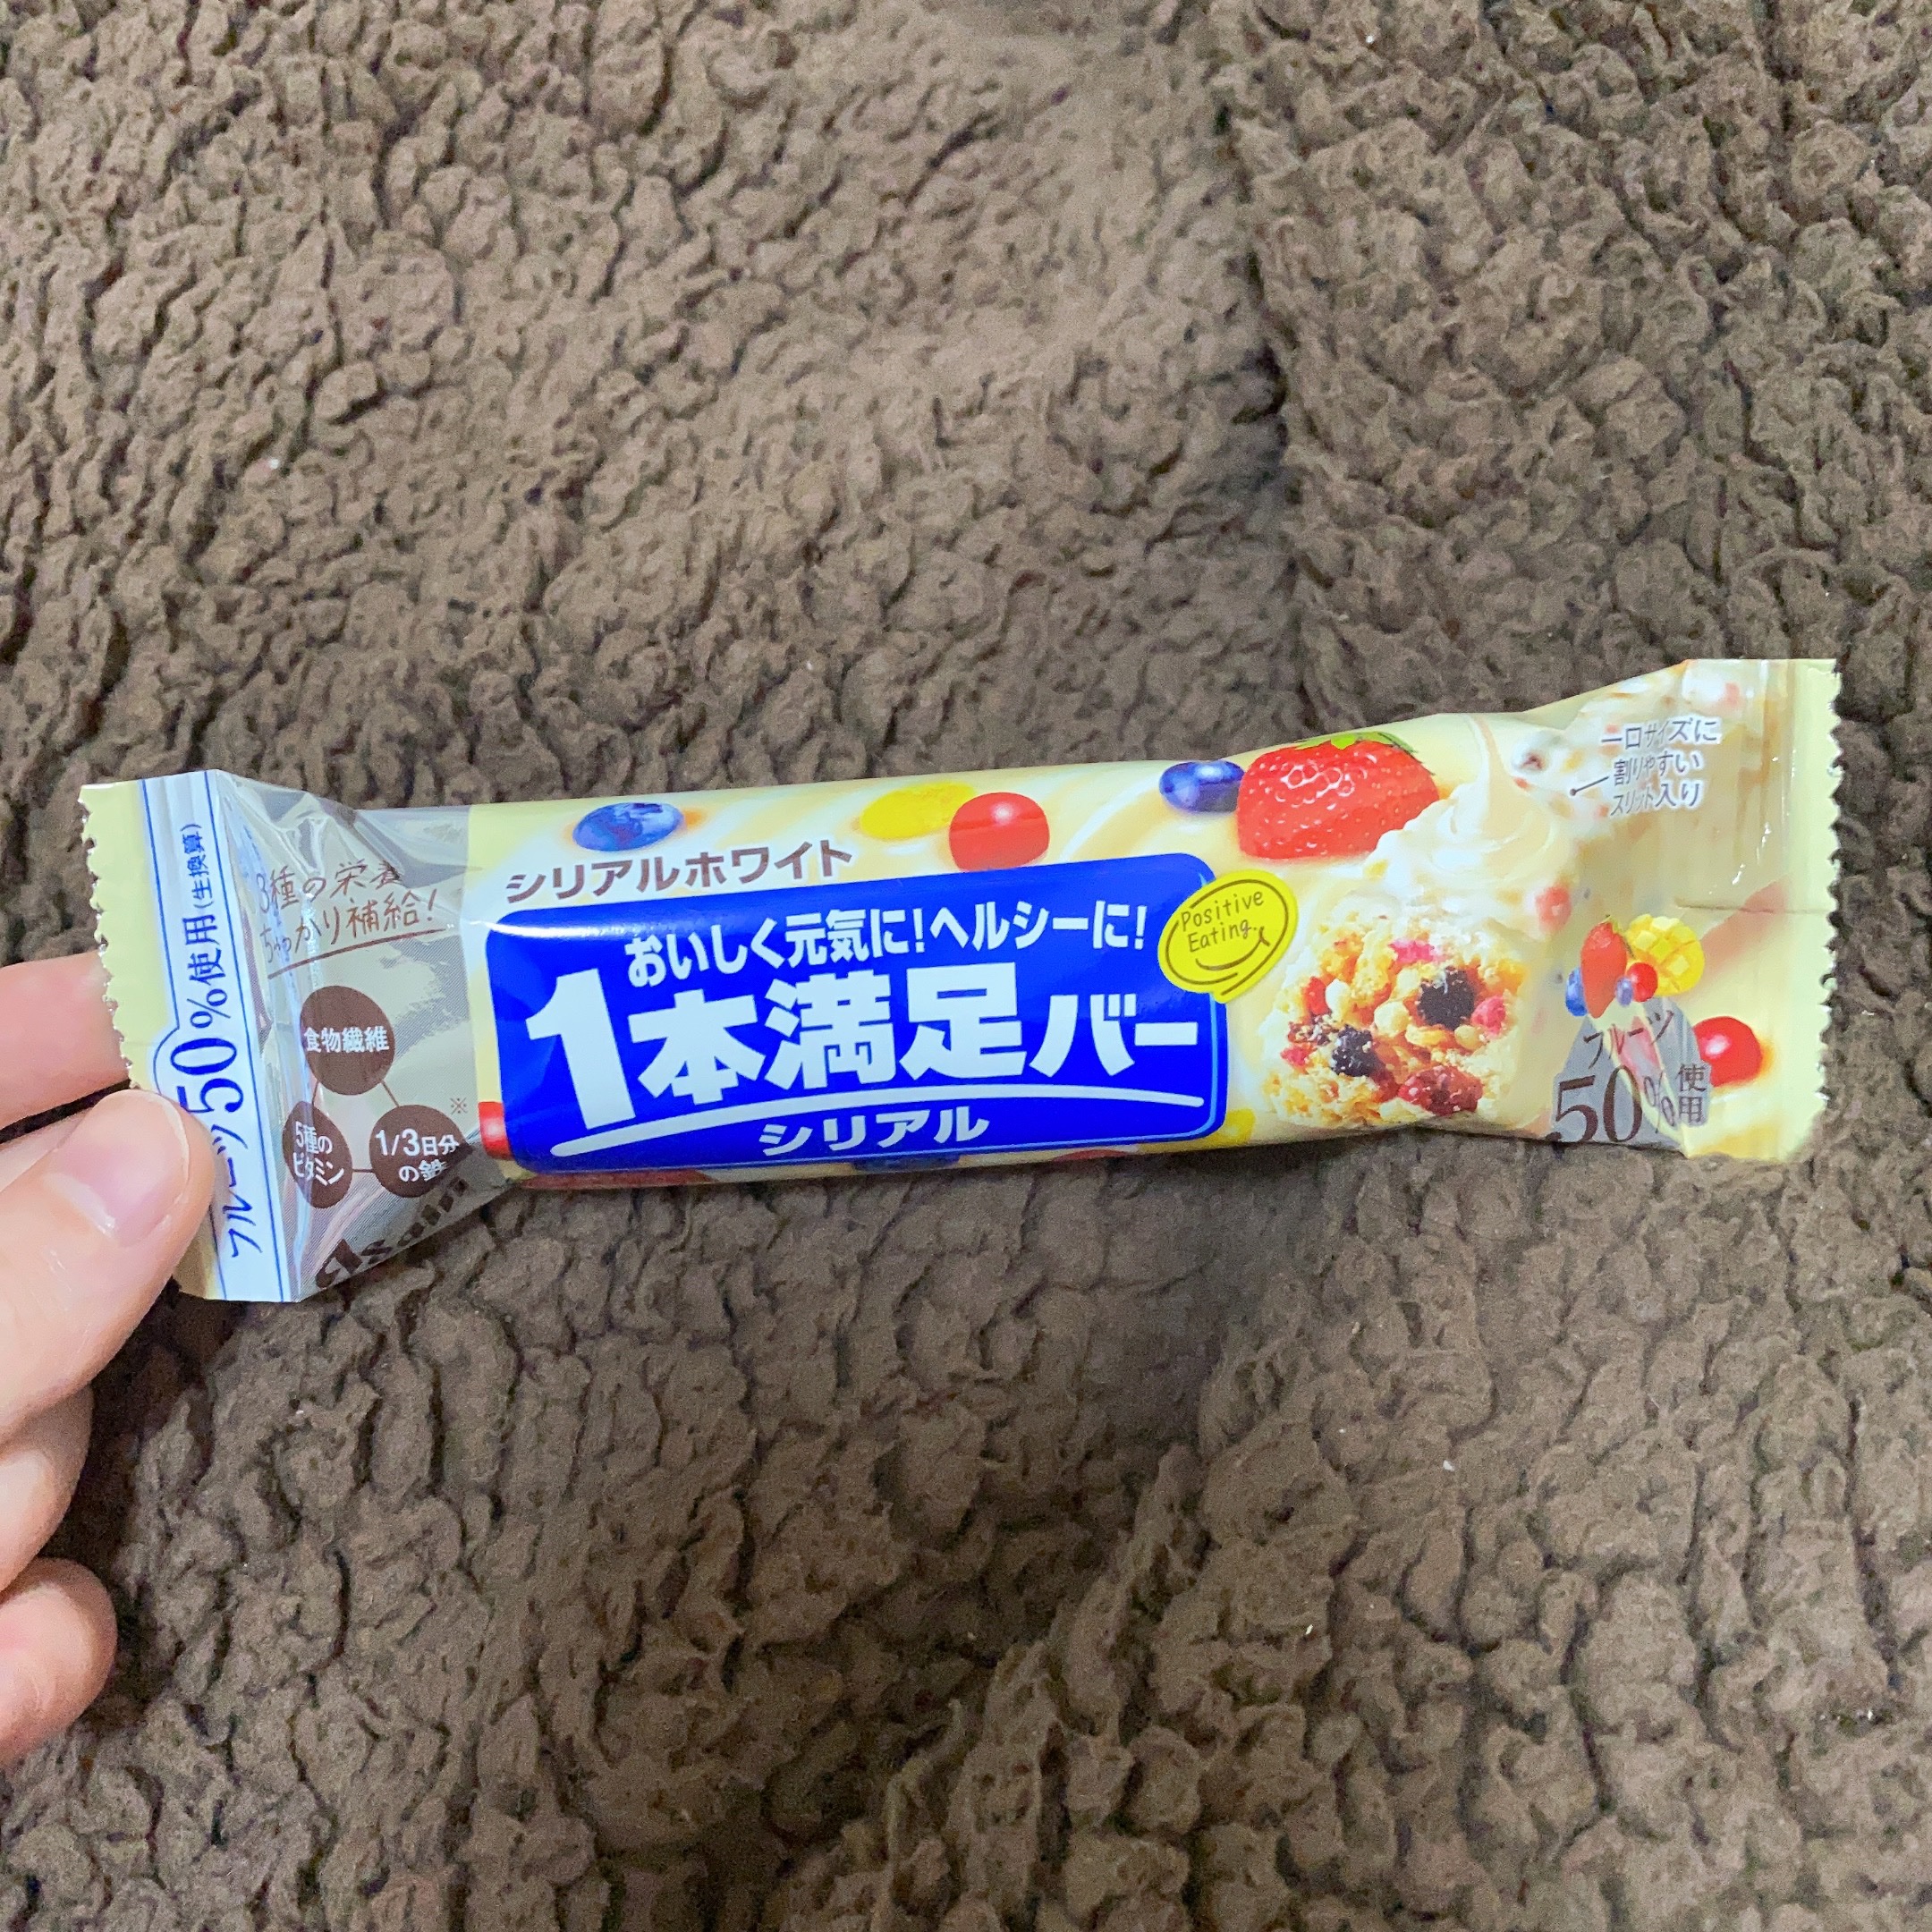 フルーツ50%使用(生換算)
3種の栄養
ちゃっかり補給!
食物繊維
5種の
ビタミン
1/3日分
の鉄
※
Asahi
シリアルホワイト
おいしく元気に!ヘルシーに!
1本満足バー
シリアル
Positive
Eating.
一口サイズに
割りやすい
スリット入り
フルーツ
50%使用